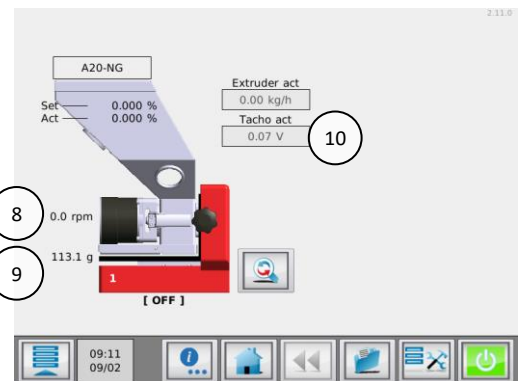 2.11.0
A20-NG
Set 0.000 %
Act 0.000 %
Extruder act
0.00 kg/h
Tacho act
0.07 V
10
8
0.0 rpm
9
113.1 g
1
[ OFF ]
09:11
09/02